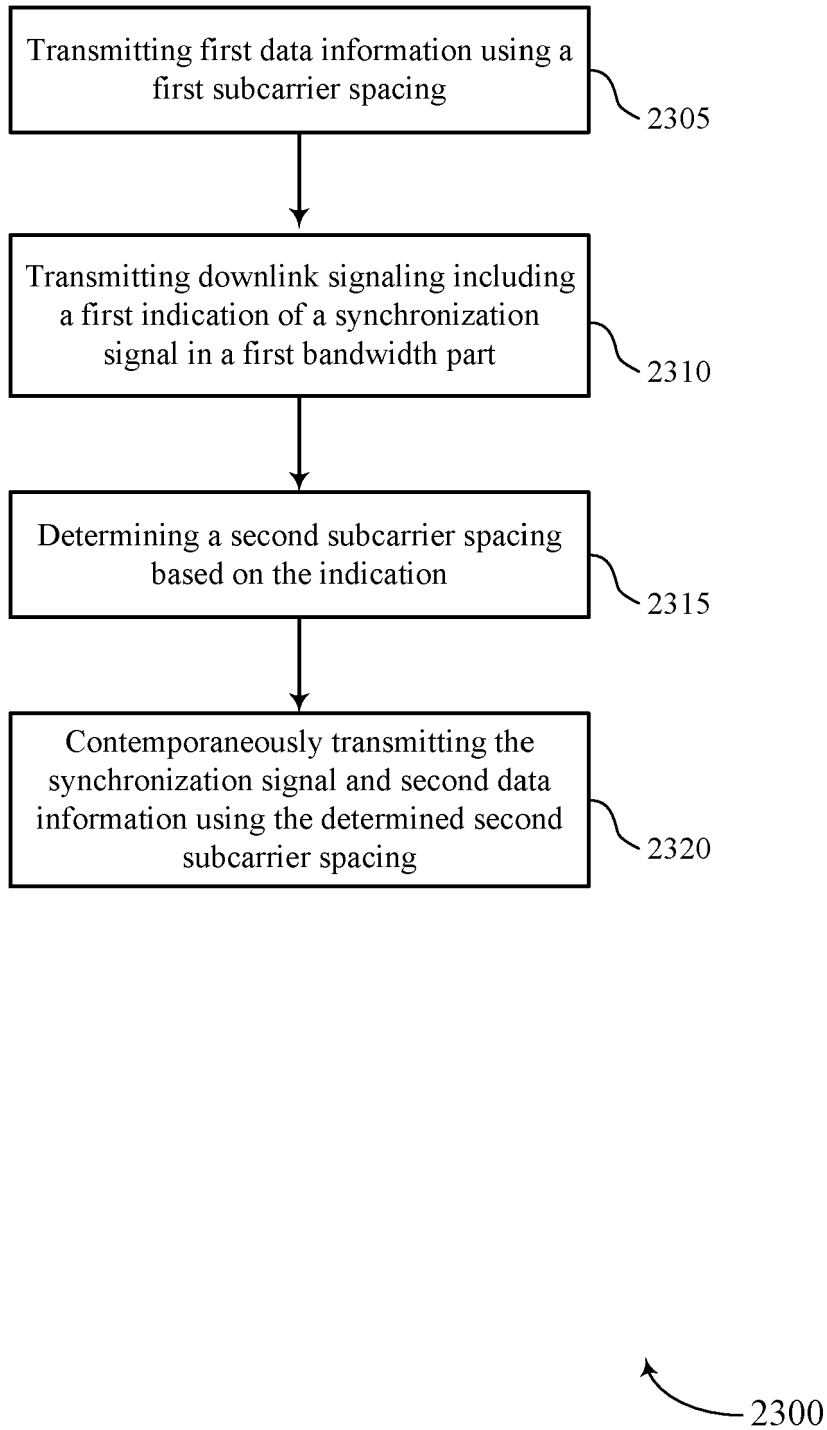 Transmitting first data information using a
first subcarrier spacing
2305
Transmitting downlink signaling including
a first indication of a synchronization
signal in a first bandwidth part
2310
Determining a second subcarrier spacing
based on the indication
2315
Contemporaneously transmitting the
synchronization signal and second data
information using the determined second
subcarrier spacing
2320
2300